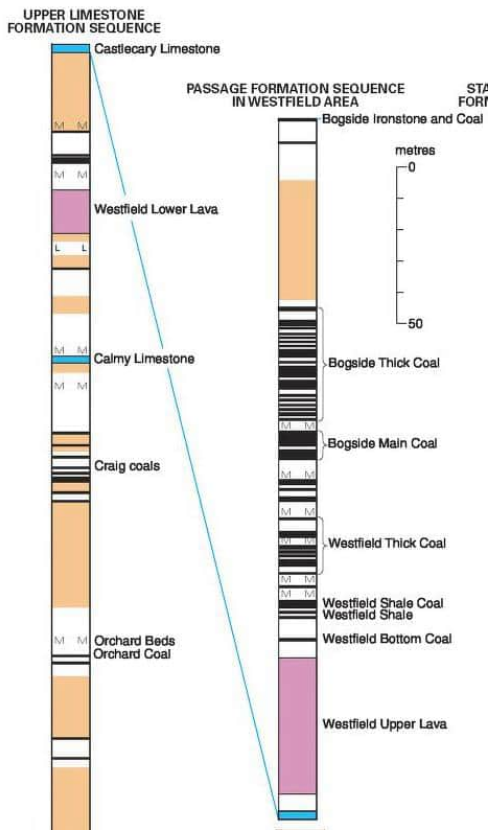 UPPER LIMESTONE
FORMATION SEQUENCE
Castlecary Limestone
M M
M M
Westfield Lower Lava
L L
M M
Calmy Limestone
M M
Craig coals
M M
Orchard Beds
Orchard Coal
PASSAGE FORMATION SEQUENCE
IN WESTFIELD AREA
Bogside Ironstone and Coal
Bogside Thick Coal
M M
Bogside Main Coal
M M
M M
M M
Westfield Thick Coal
M M
M M
Westfield Shale Coal
Westfield Shale
Westfield Bottom Coal
Westfield Upper Lava
STA
FORM
metres
0
50